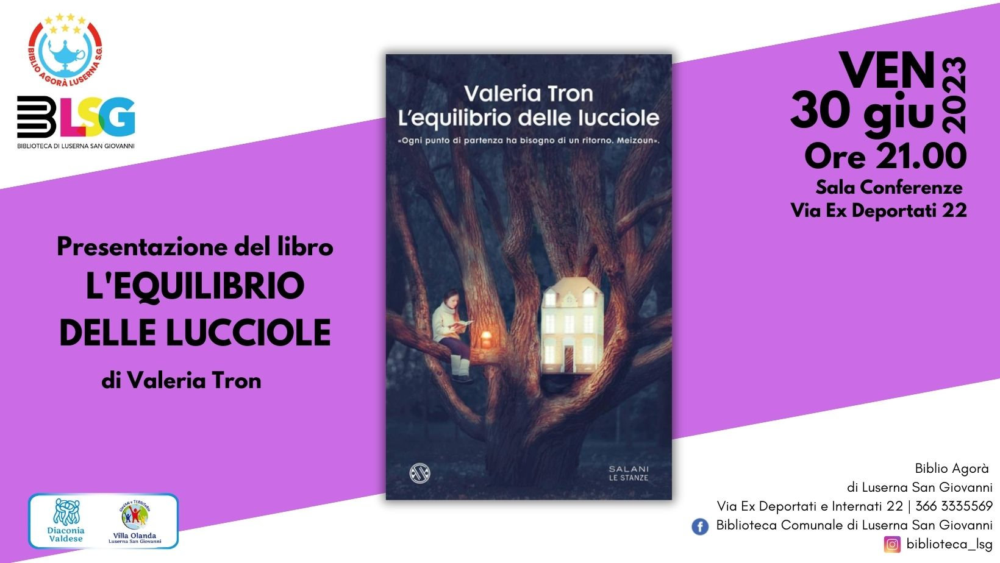 BIBLIO AGORÀ LUSERNA S.G.
BLSG
BIBLIOTECA DI LUSERNA SAN GIOVANNI
Presentazione del libro
L'EQUILIBRIO
DELLE LUCCIOLE
di Valeria Tron
Valeria Tron
L'equilibrio delle lucciole
«Ogni punto di partenza ha bisogno di un ritorno. Meizoun».
SALANI
LE STANZE
VEN
30 giu
2023
Ore 21.00
Sala Conferenze
Via Ex Deportati 22
Diaconia
Valdese
GIOVANI e TERRITORIO
Villa Olanda
Luserna San Giovanni
Biblio Agorà
di Luserna San Giovanni
Via Ex Deportati e Internati 22 | 366 3335569
Biblioteca Comunale di Luserna San Giovanni
biblioteca_lsg